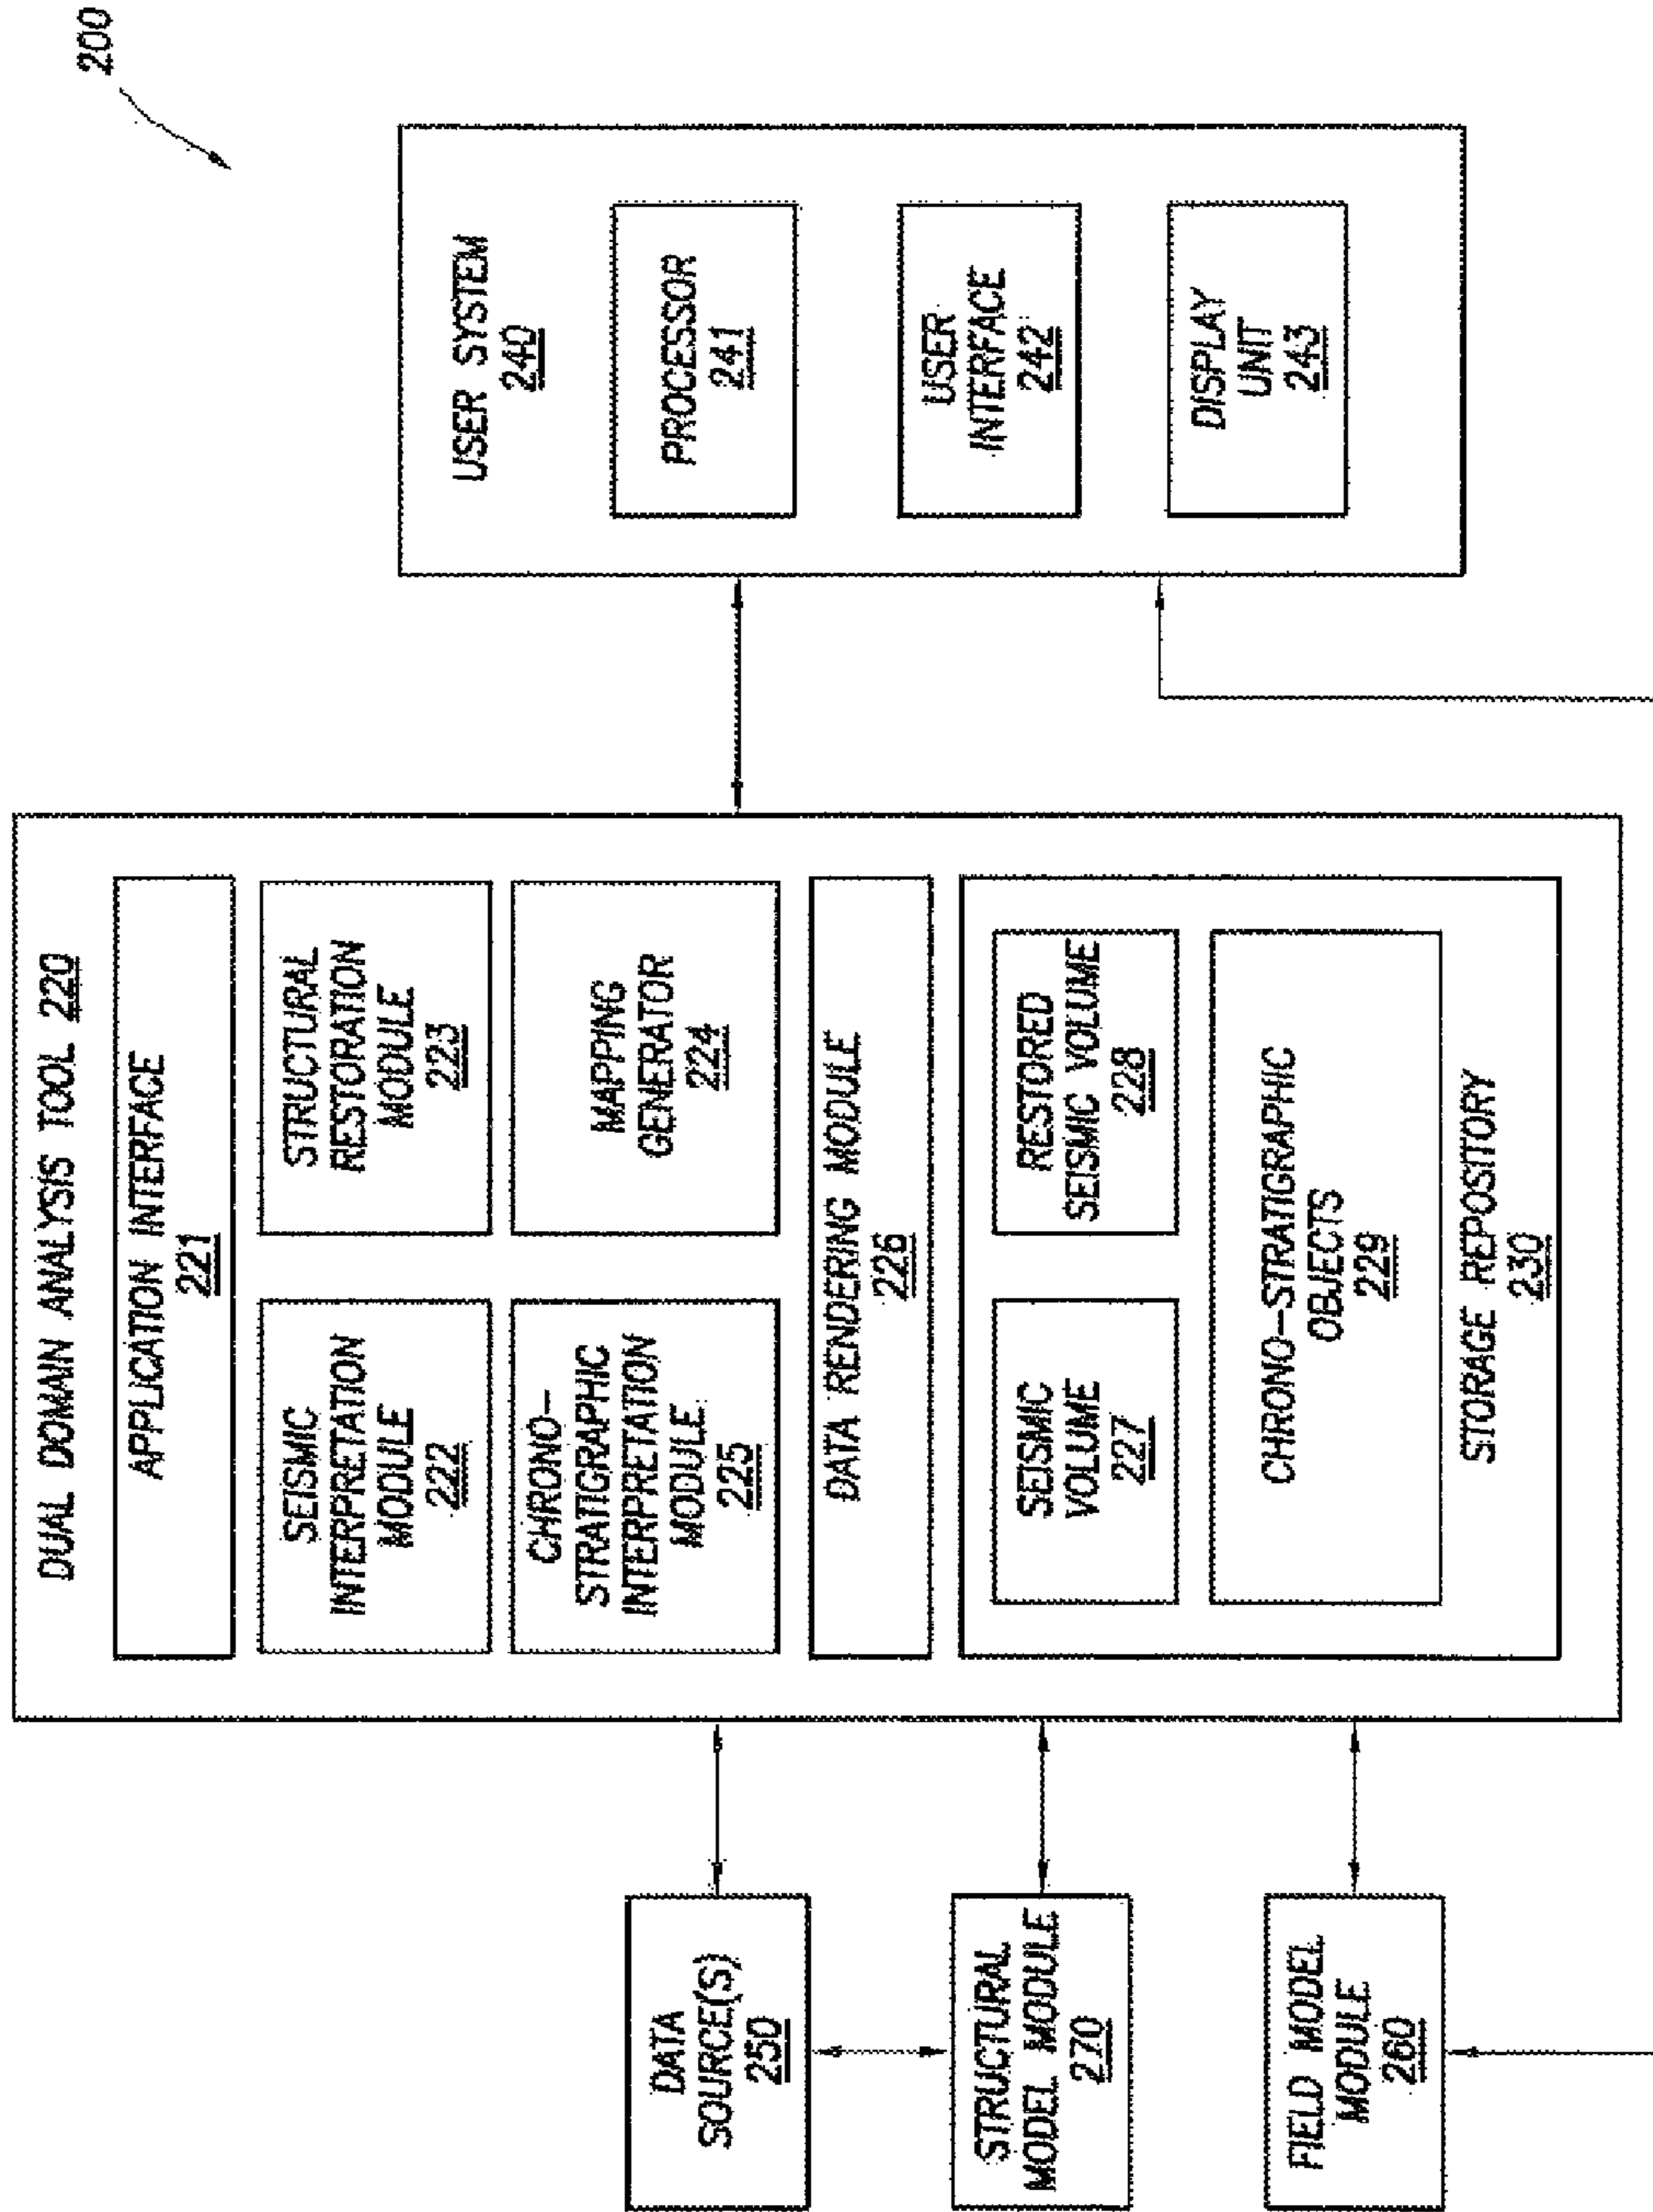 200
DUAL DOMAIN ANALYSIS TOOL 220
APPLICATION INTERFACE
221
SEISMIC
INTERPRETATION
MODULE
222
STRUCTURAL
RESTORATION
MODULE
223
CHRONO-
STRATIGRAPHIC
INTERPRETATION
MODULE
225
MAPPING
GENERATOR
224
DATA RENDERING MODULE
226
SEISMIC
VOLUME
227
RESTORED
SEISMIC VOLUME
228
CHRONO-STRATIGRAPHIC
OBJECTS
229
STORAGE REPOSITORY
230
USER SYSTEM
240
PROCESSOR
241
USER
INTERFACE
242
DISPLAY
UNIT
243
DATA
SOURCE(S)
250
STRUCTURAL
MODEL MODULE
270
FIELD MODEL
MODULE
260